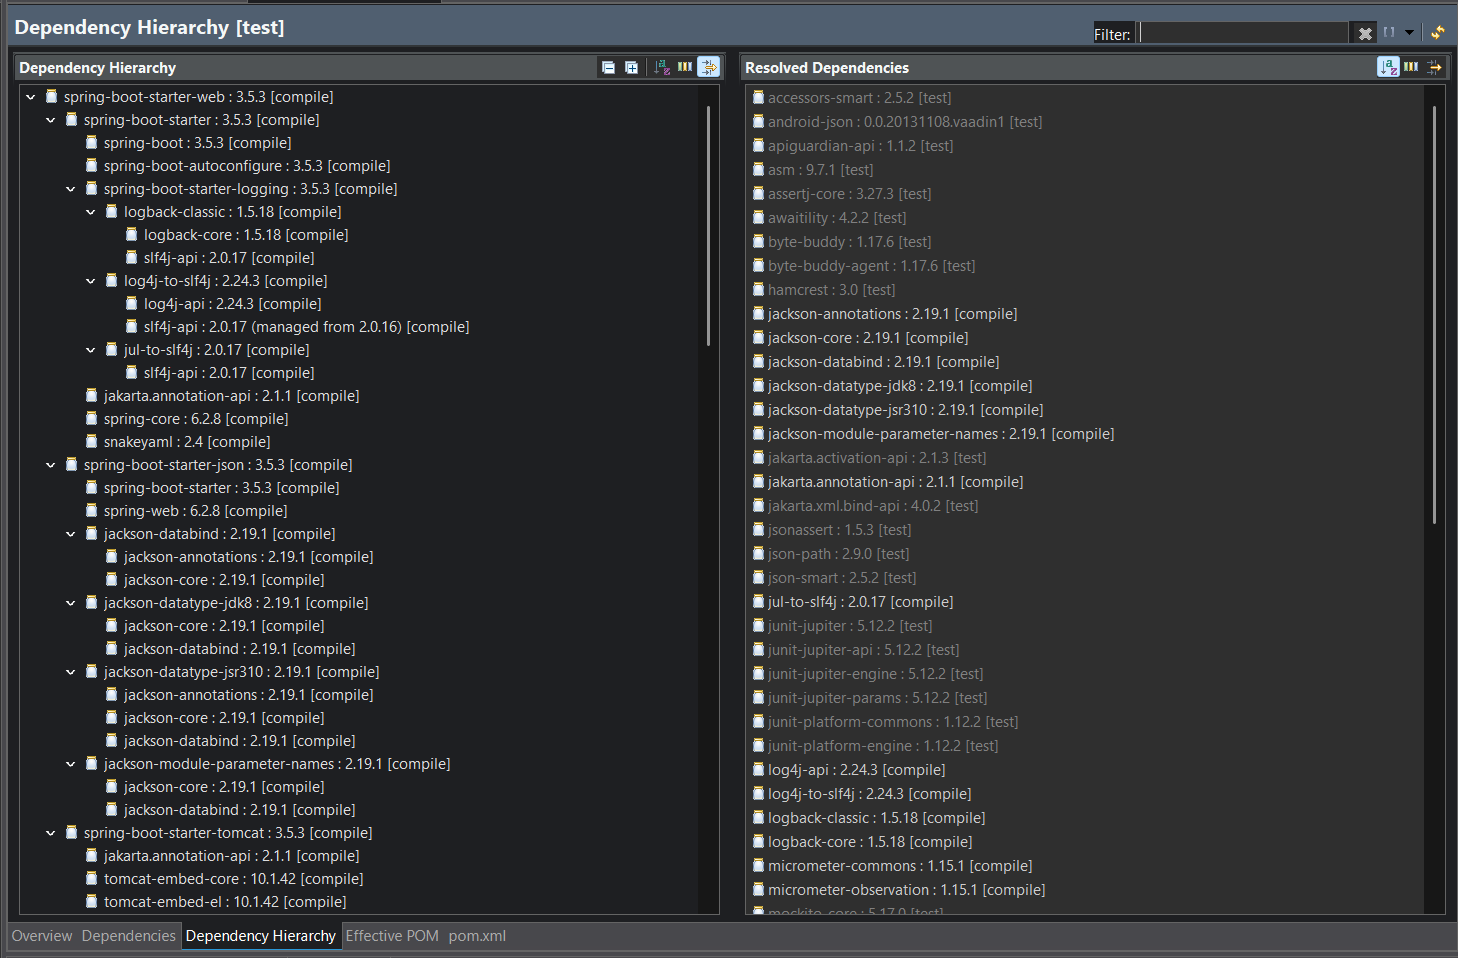 Dependency Hierarchy [test]
Filter:
Dependency Hierarchy
spring-boot-starter-web : 3.5.3 [compile]
spring-boot-starter : 3.5.3 [compile]
spring-boot : 3.5.3 [compile]
spring-boot-autoconfigure : 3.5.3 [compile]
spring-boot-starter-logging : 3.5.3 [compile]
logback-classic : 1.5.18 [compile]
logback-core : 1.5.18 [compile]
slf4j-api : 2.0.17 [compile]
log4j-to-slf4j : 2.24.3 [compile]
log4j-api : 2.24.3 [compile]
slf4j-api : 2.0.17 (managed from 2.0.16) [compile]
jul-to-slf4j : 2.0.17 [compile]
slf4j-api : 2.0.17 [compile]
jakarta.annotation-api : 2.1.1 [compile]
spring-core : 6.2.8 [compile]
snakeyaml : 2.4 [compile]
spring-boot-starter-json : 3.5.3 [compile]
spring-boot-starter : 3.5.3 [compile]
spring-web : 6.2.8 [compile]
jackson-databind : 2.19.1 [compile]
jackson-annotations : 2.19.1 [compile]
jackson-core : 2.19.1 [compile]
jackson-datatype-jdk8 : 2.19.1 [compile]
jackson-core : 2.19.1 [compile]
jackson-databind : 2.19.1 [compile]
jackson-datatype-jsr310 : 2.19.1 [compile]
jackson-annotations : 2.19.1 [compile]
jackson-core : 2.19.1 [compile]
jackson-databind : 2.19.1 [compile]
jackson-module-parameter-names : 2.19.1 [compile]
jackson-core : 2.19.1 [compile]
jackson-databind : 2.19.1 [compile]
spring-boot-starter-tomcat : 3.5.3 [compile]
jakarta.annotation-api : 2.1.1 [compile]
tomcat-embed-core : 10.1.42 [compile]
tomcat-embed-el : 10.1.42 [compile]
Resolved Dependencies
accessors-smart : 2.5.2 [test]
android-json : 0.0.20131108.vaadin1 [test]
apiguardian-api : 1.1.2 [test]
asm : 9.7.1 [test]
assertj-core : 3.27.3 [test]
awaitility : 4.2.2 [test]
byte-buddy : 1.17.6 [test]
byte-buddy-agent : 1.17.6 [test]
hamcrest : 3.0 [test]
jackson-annotations : 2.19.1 [compile]
jackson-core : 2.19.1 [compile]
jackson-databind : 2.19.1 [compile]
jackson-datatype-jdk8 : 2.19.1 [compile]
jackson-datatype-jsr310 : 2.19.1 [compile]
jackson-module-parameter-names : 2.19.1 [compile]
jakarta.activation-api : 2.1.3 [test]
jakarta.annotation-api : 2.1.1 [compile]
jakarta.xml.bind-api : 4.0.2 [test]
jsonassert : 1.5.3 [test]
json-path : 2.9.0 [test]
json-smart : 2.5.2 [test]
jul-to-slf4j : 2.0.17 [compile]
junit-jupiter : 5.12.2 [test]
junit-jupiter-api : 5.12.2 [test]
junit-jupiter-engine : 5.12.2 [test]
junit-jupiter-params : 5.12.2 [test]
junit-platform-commons : 1.12.2 [test]
junit-platform-engine : 1.12.2 [test]
log4j-api : 2.24.3 [compile]
log4j-to-slf4j : 2.24.3 [compile]
logback-classic : 1.5.18 [compile]
logback-core : 1.5.18 [compile]
micrometer-commons : 1.15.1 [compile]
micrometer-observation : 1.15.1 [compile]
mockito-core : 5.17.0 [test]
Overview Dependencies Dependency Hierarchy Effective POM pom.xml